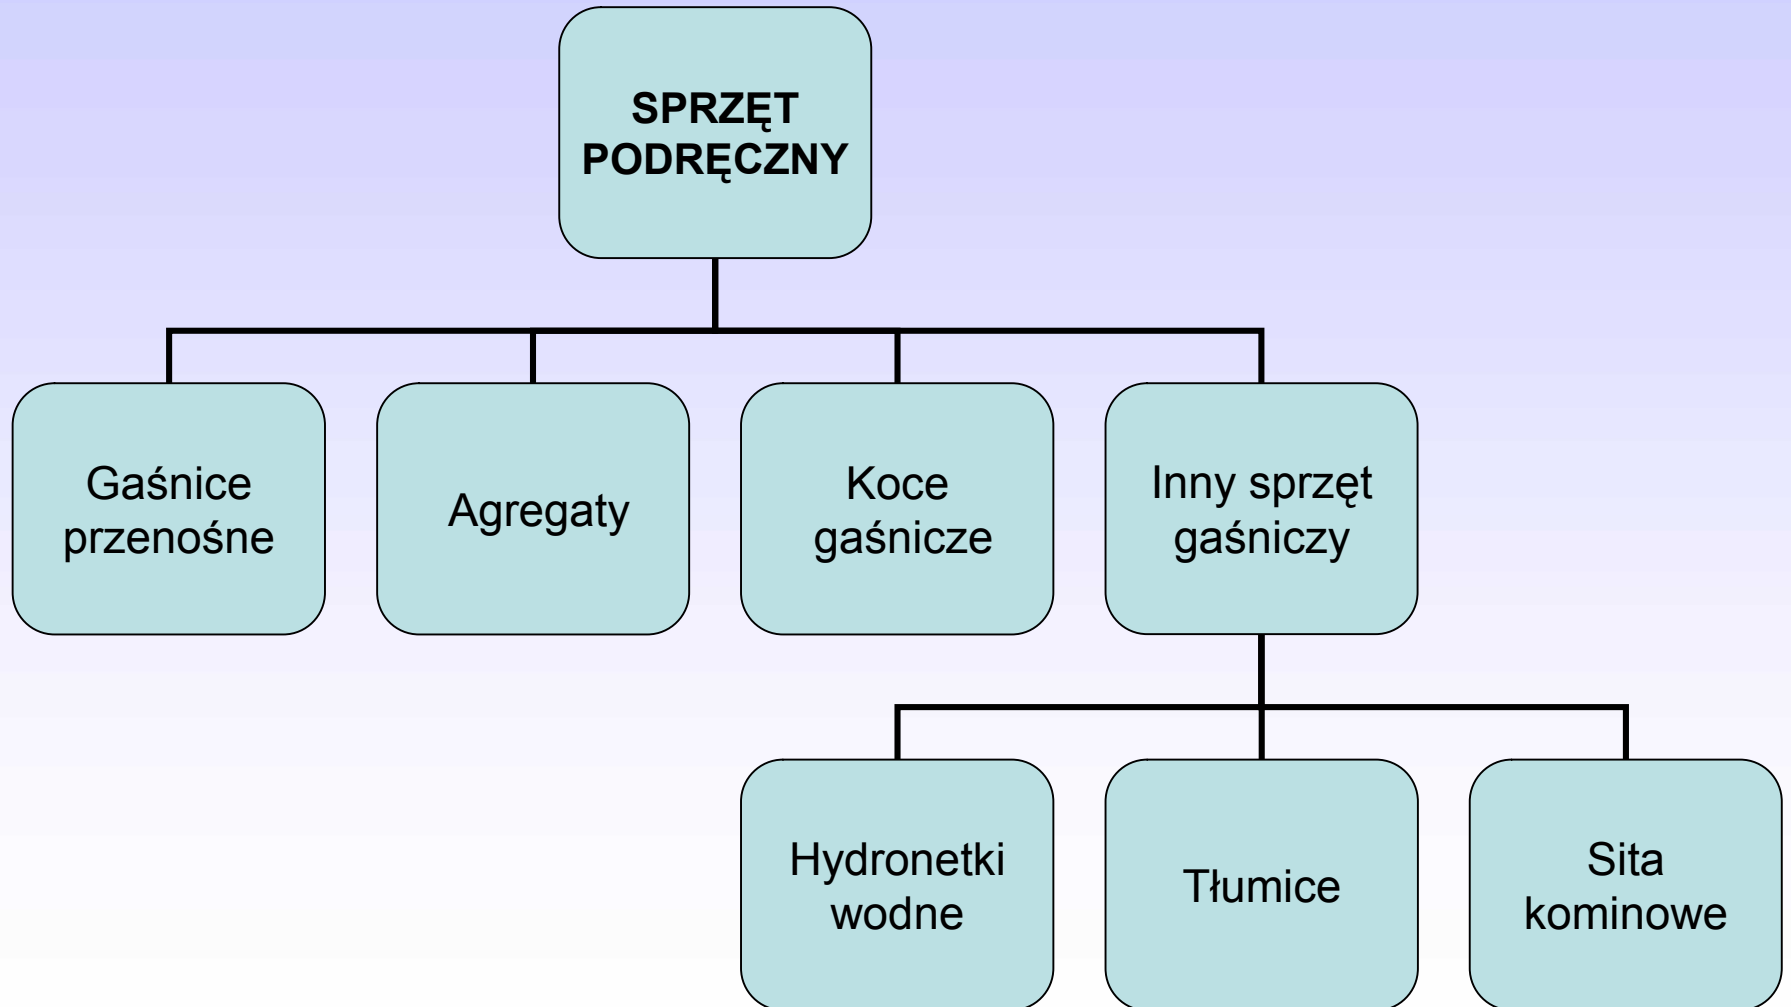 SPRZĘT
PODRĘCZNY
Gaśnice
przenośne
Agregaty
Koce
gaśnicze
Inny sprzęt
gaśniczy
Hydronetki
wodne
Tłumice
Sita
kominowe